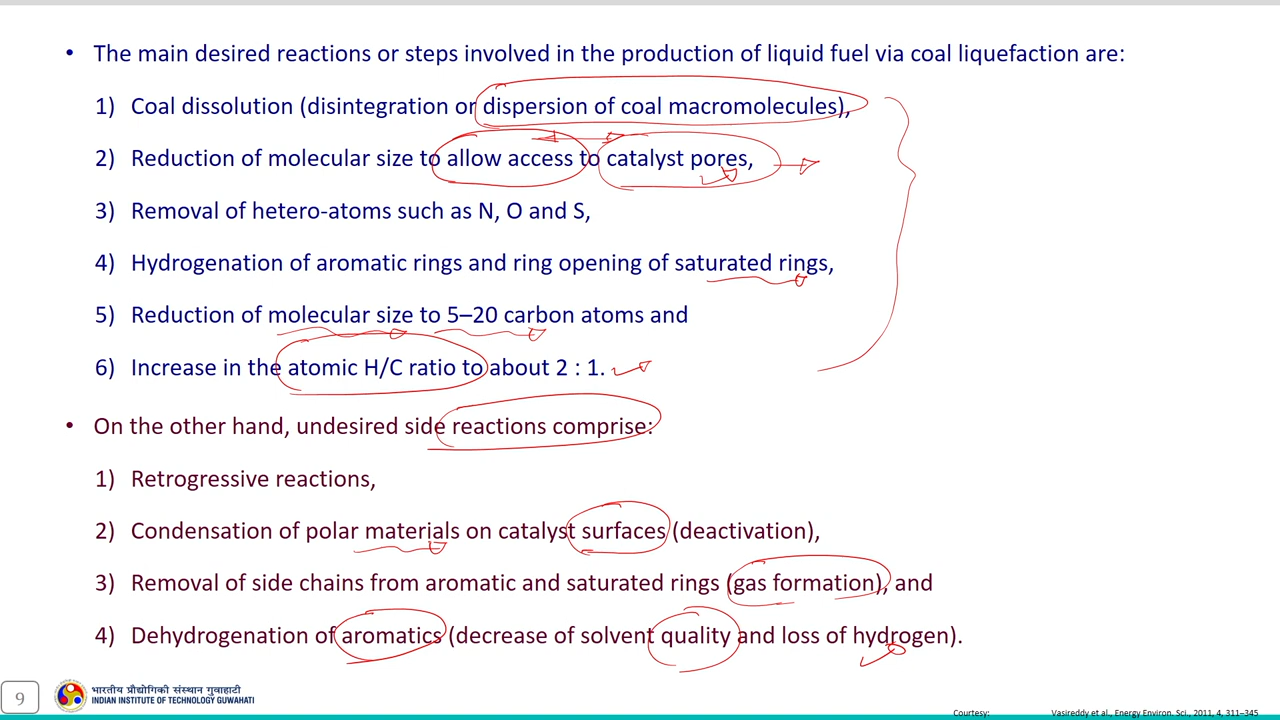 • The main desired reactions or steps involved in the production of liquid fuel via coal liquefaction are:
1) Coal dissolution (disintegration or dispersion of coal macromolecules),
2) Reduction of molecular size to allow access to catalyst pores,
3) Removal of hetero-atoms such as N, O and S,
4) Hydrogenation of aromatic rings and ring opening of saturated rings,
5) Reduction of molecular size to 5–20 carbon atoms and
6) Increase in the atomic H/C ratio to about 2 : 1.
• On the other hand, undesired side reactions comprise:
1) Retrogressive reactions,
2) Condensation of polar materials on catalyst surfaces (deactivation),
3) Removal of side chains from aromatic and saturated rings (gas formation), and
4) Dehydrogenation of aromatics (decrease of solvent quality and loss of hydrogen).
9
भारतीय प्रौद्योगिकी संस्थान गुवाहाटी
INDIAN INSTITUTE OF TECHNOLOGY GUWAHATI
Courtesy: Vasireddy et al., Energy Environ. Sci., 2011, 4, 311–345